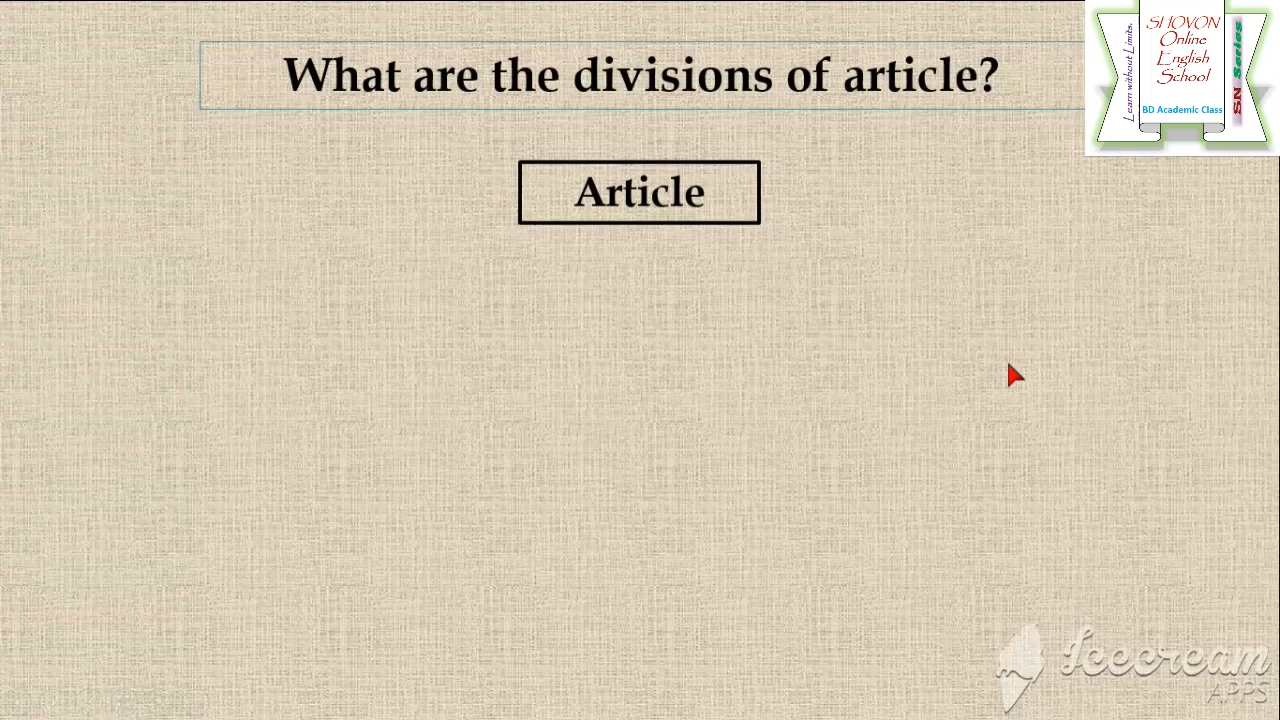 What are the divisions of article?
Article
SHOVON
Online
English
School
BD Academic Class
Learn without Limits.
SN Series
Icecream
APPS